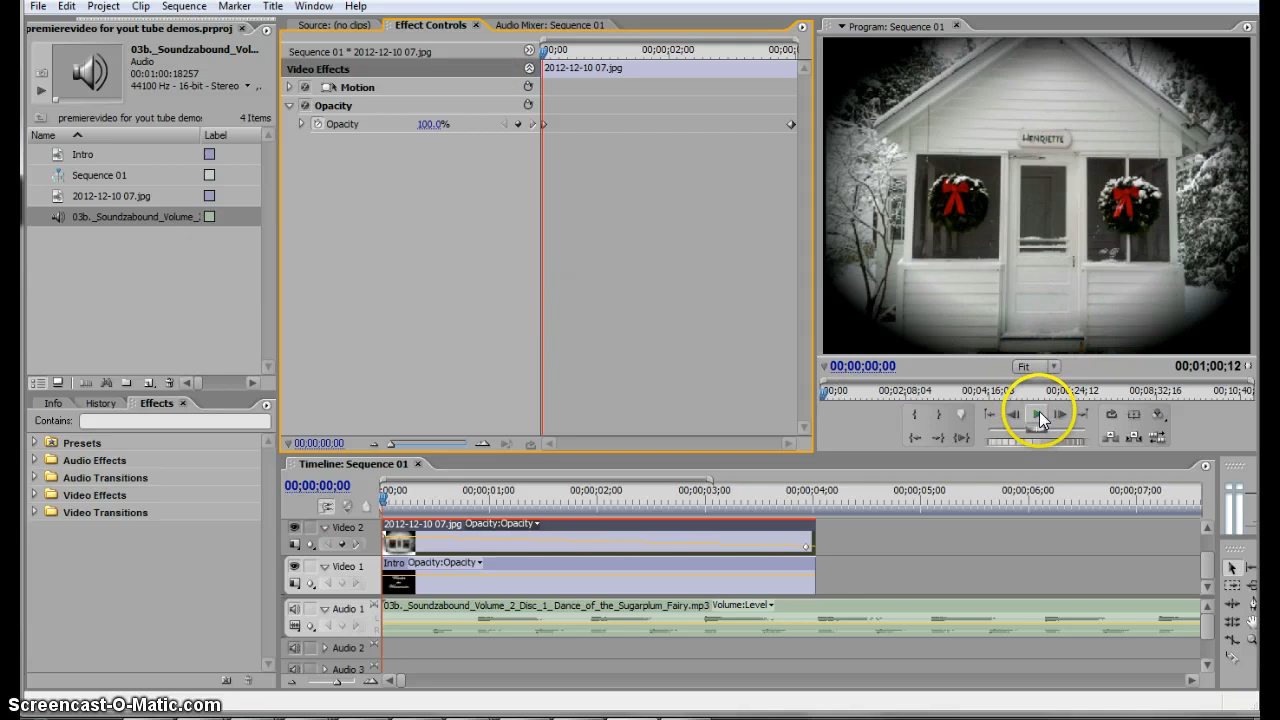 File Edit Project Clip Sequence Marker Title Window Help
premierevideo for yout tube demos.prproj
03b._Soundzabound_Vol...
Audio
00;01;00:18257
44100 Hz - 16-bit - Stereo
premierevideo for yout tube demos 4 Items
Name Label
Intro
Sequence 01
2012-12-10 07.jpg
03b._Soundzabound_Volume_
Info History Effects
Contains:
Presets
Audio Effects
Audio Transitions
Video Effects
Video Transitions
Source: (no clips) Effect Controls Audio Mixer: Sequence 01
Sequence 01 * 2012-12-10 07.jpg
;00;00 00;00;02;00 00;00;
Video Effects
2012-12-10 07.jpg
Motion
Opacity
Opacity 100.0%
00;00;00;00
Program: Sequence 01
HENRIETTE
00;00;00;00 Fit 00;01;00;12
00;00 00;02;08;04 00;04;16;08 24;12 00;08;32;16 00;10;40;
Timeline: Sequence 01
00;00;00;00
;00;00 00;00;01;00 00;00;02;00 00;00;03;00 00;00;04;00 00;00;05;00 00;00;06;00 00;00;07;00
Video 2 2012-12-10 07.jpg Opacity:Opacity
Video 1 Intro Opacity:Opacity
Audio 1 03b._Soundzabound_Volume_2_Disc_1_Dance_of_the_Sugarplum_Fairy.mp3 Volume:Level
L
R
Audio 2
Audio 3
Screencast-O-Matic.com